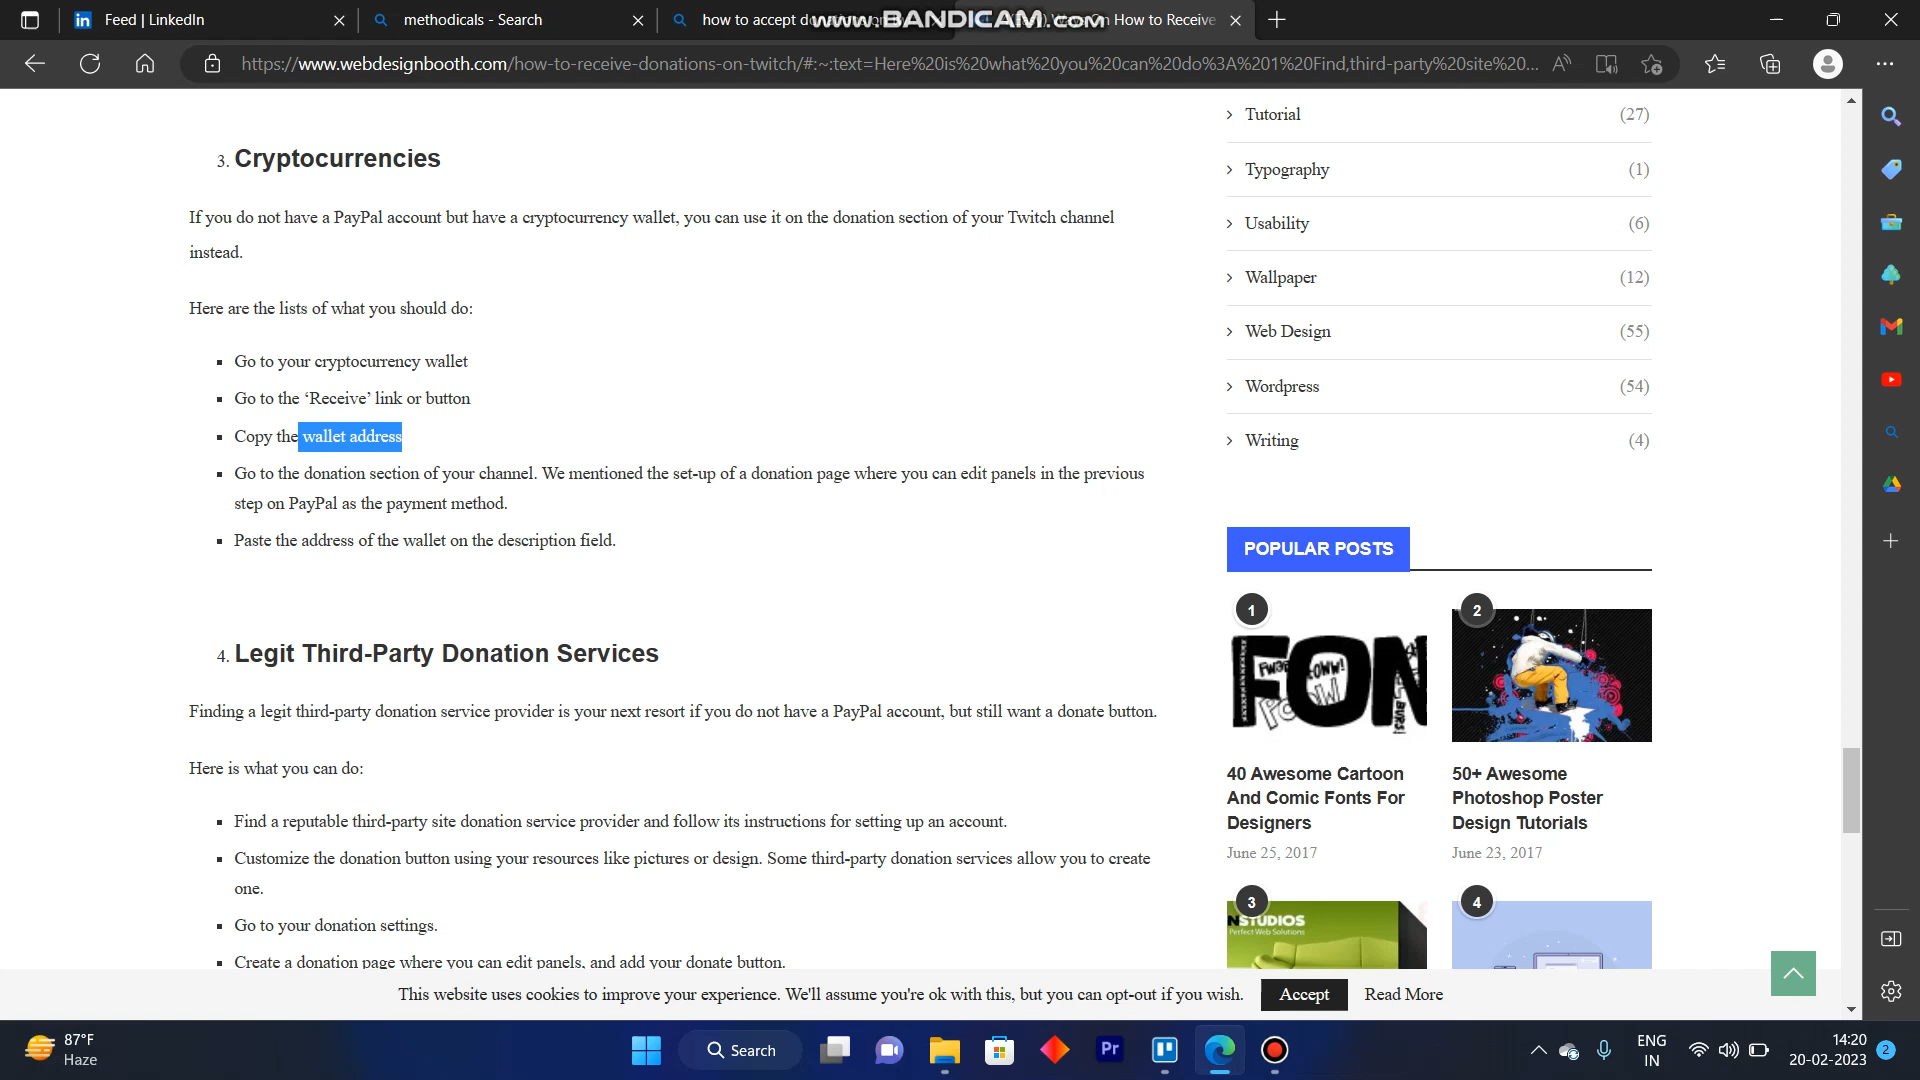 Feed | LinkedIn
methodicals - Search
how to accept
www.BANDICAM.com
n How to Receive
https://www.webdesignbooth.com/how-to-receive-donations-on-twitch/#:~:text=Here%20is%20what%20you%20can%20do%3A%201%20Find,third-party%20site%20...
3. Cryptocurrencies
If you do not have a PayPal account but have a cryptocurrency wallet, you can use it on the donation section of your Twitch channel
instead.
Here are the lists of what you should do:
Go to your cryptocurrency wallet
Go to the ‘Receive’ link or button
Copy the wallet address
Go to the donation section of your channel. We mentioned the set-up of a donation page where you can edit panels in the previous
step on PayPal as the payment method.
Paste the address of the wallet on the description field.
4. Legit Third-Party Donation Services
Finding a legit third-party donation service provider is your next resort if you do not have a PayPal account, but still want a donate button.
Here is what you can do:
Find a reputable third-party site donation service provider and follow its instructions for setting up an account.
Customize the donation button using your resources like pictures or design. Some third-party donation services allow you to create
one.
Go to your donation settings.
Create a donation page where you can edit panels, and add your donate button.
Tutorial (27)
Typography (1)
Usability (6)
Wallpaper (12)
Web Design (55)
Wordpress (54)
Writing (4)
POPULAR POSTS
1
FON
2
40 Awesome Cartoon
And Comic Fonts For
Designers
June 25, 2017
50+ Awesome
Photoshop Poster
Design Tutorials
June 23, 2017
3
NSTUDIOS
Perfect Web Solutions
4
This website uses cookies to improve your experience. We'll assume you're ok with this, but you can opt-out if you wish. Accept Read More
87°F
Haze
Search
Pr
ENG
IN
14:20
20-02-2023
2